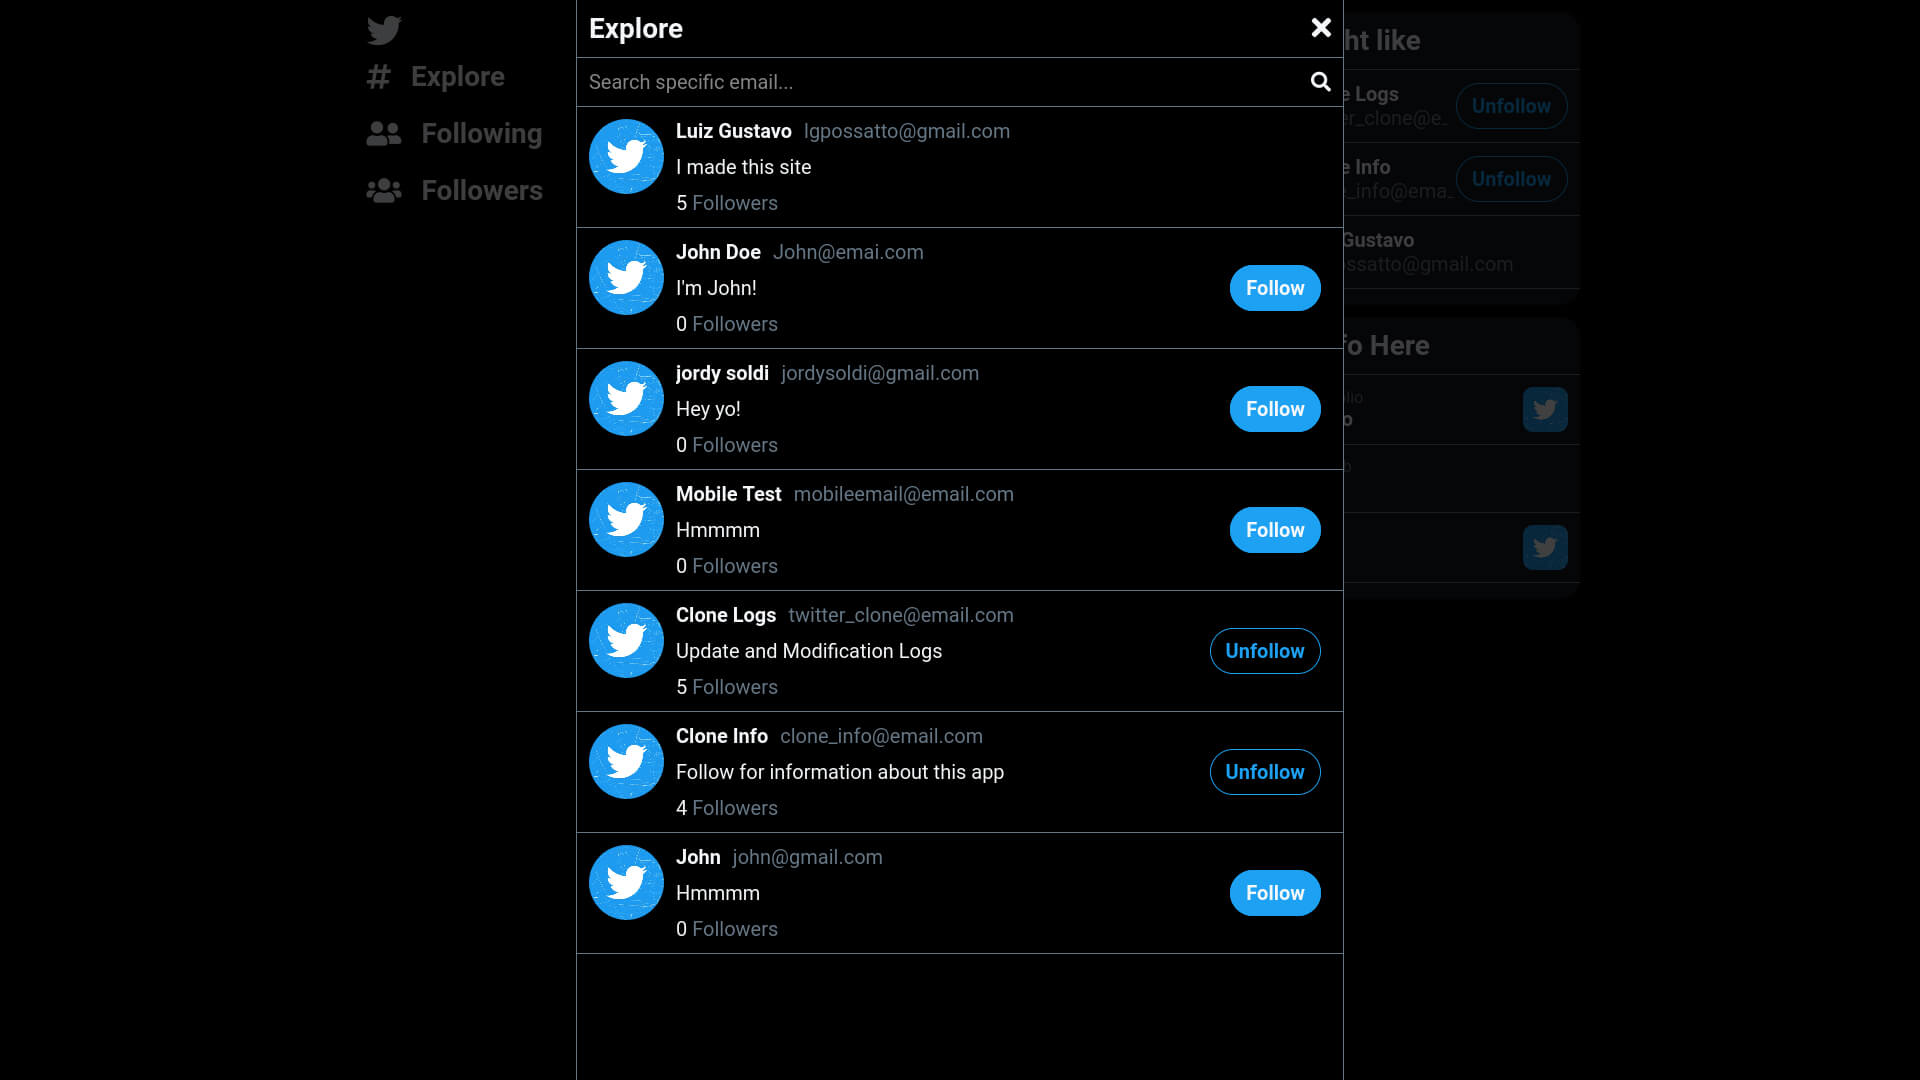 Explore
Following
Followers
Explore
Search specific email...
Luiz Gustavo lgpossatto@gmail.com
I made this site
5 Followers
John Doe John@emai.com
I'm John!
0 Followers
Follow
jordy soldi jordysoldi@gmail.com
Hey yo!
0 Followers
Follow
Mobile Test mobileemail@email.com
Hmmmm
0 Followers
Follow
Clone Logs twitter_clone@email.com
Update and Modification Logs
5 Followers
Unfollow
Clone Info clone_info@email.com
Follow for information about this app
4 Followers
Unfollow
John john@gmail.com
Hmmmm
0 Followers
Follow
ht like
e Logs
er_clone@e..
Unfollow
e Info
e_info@ema..
Unfollow
Gustavo
ossatto@gmail.com
o Here